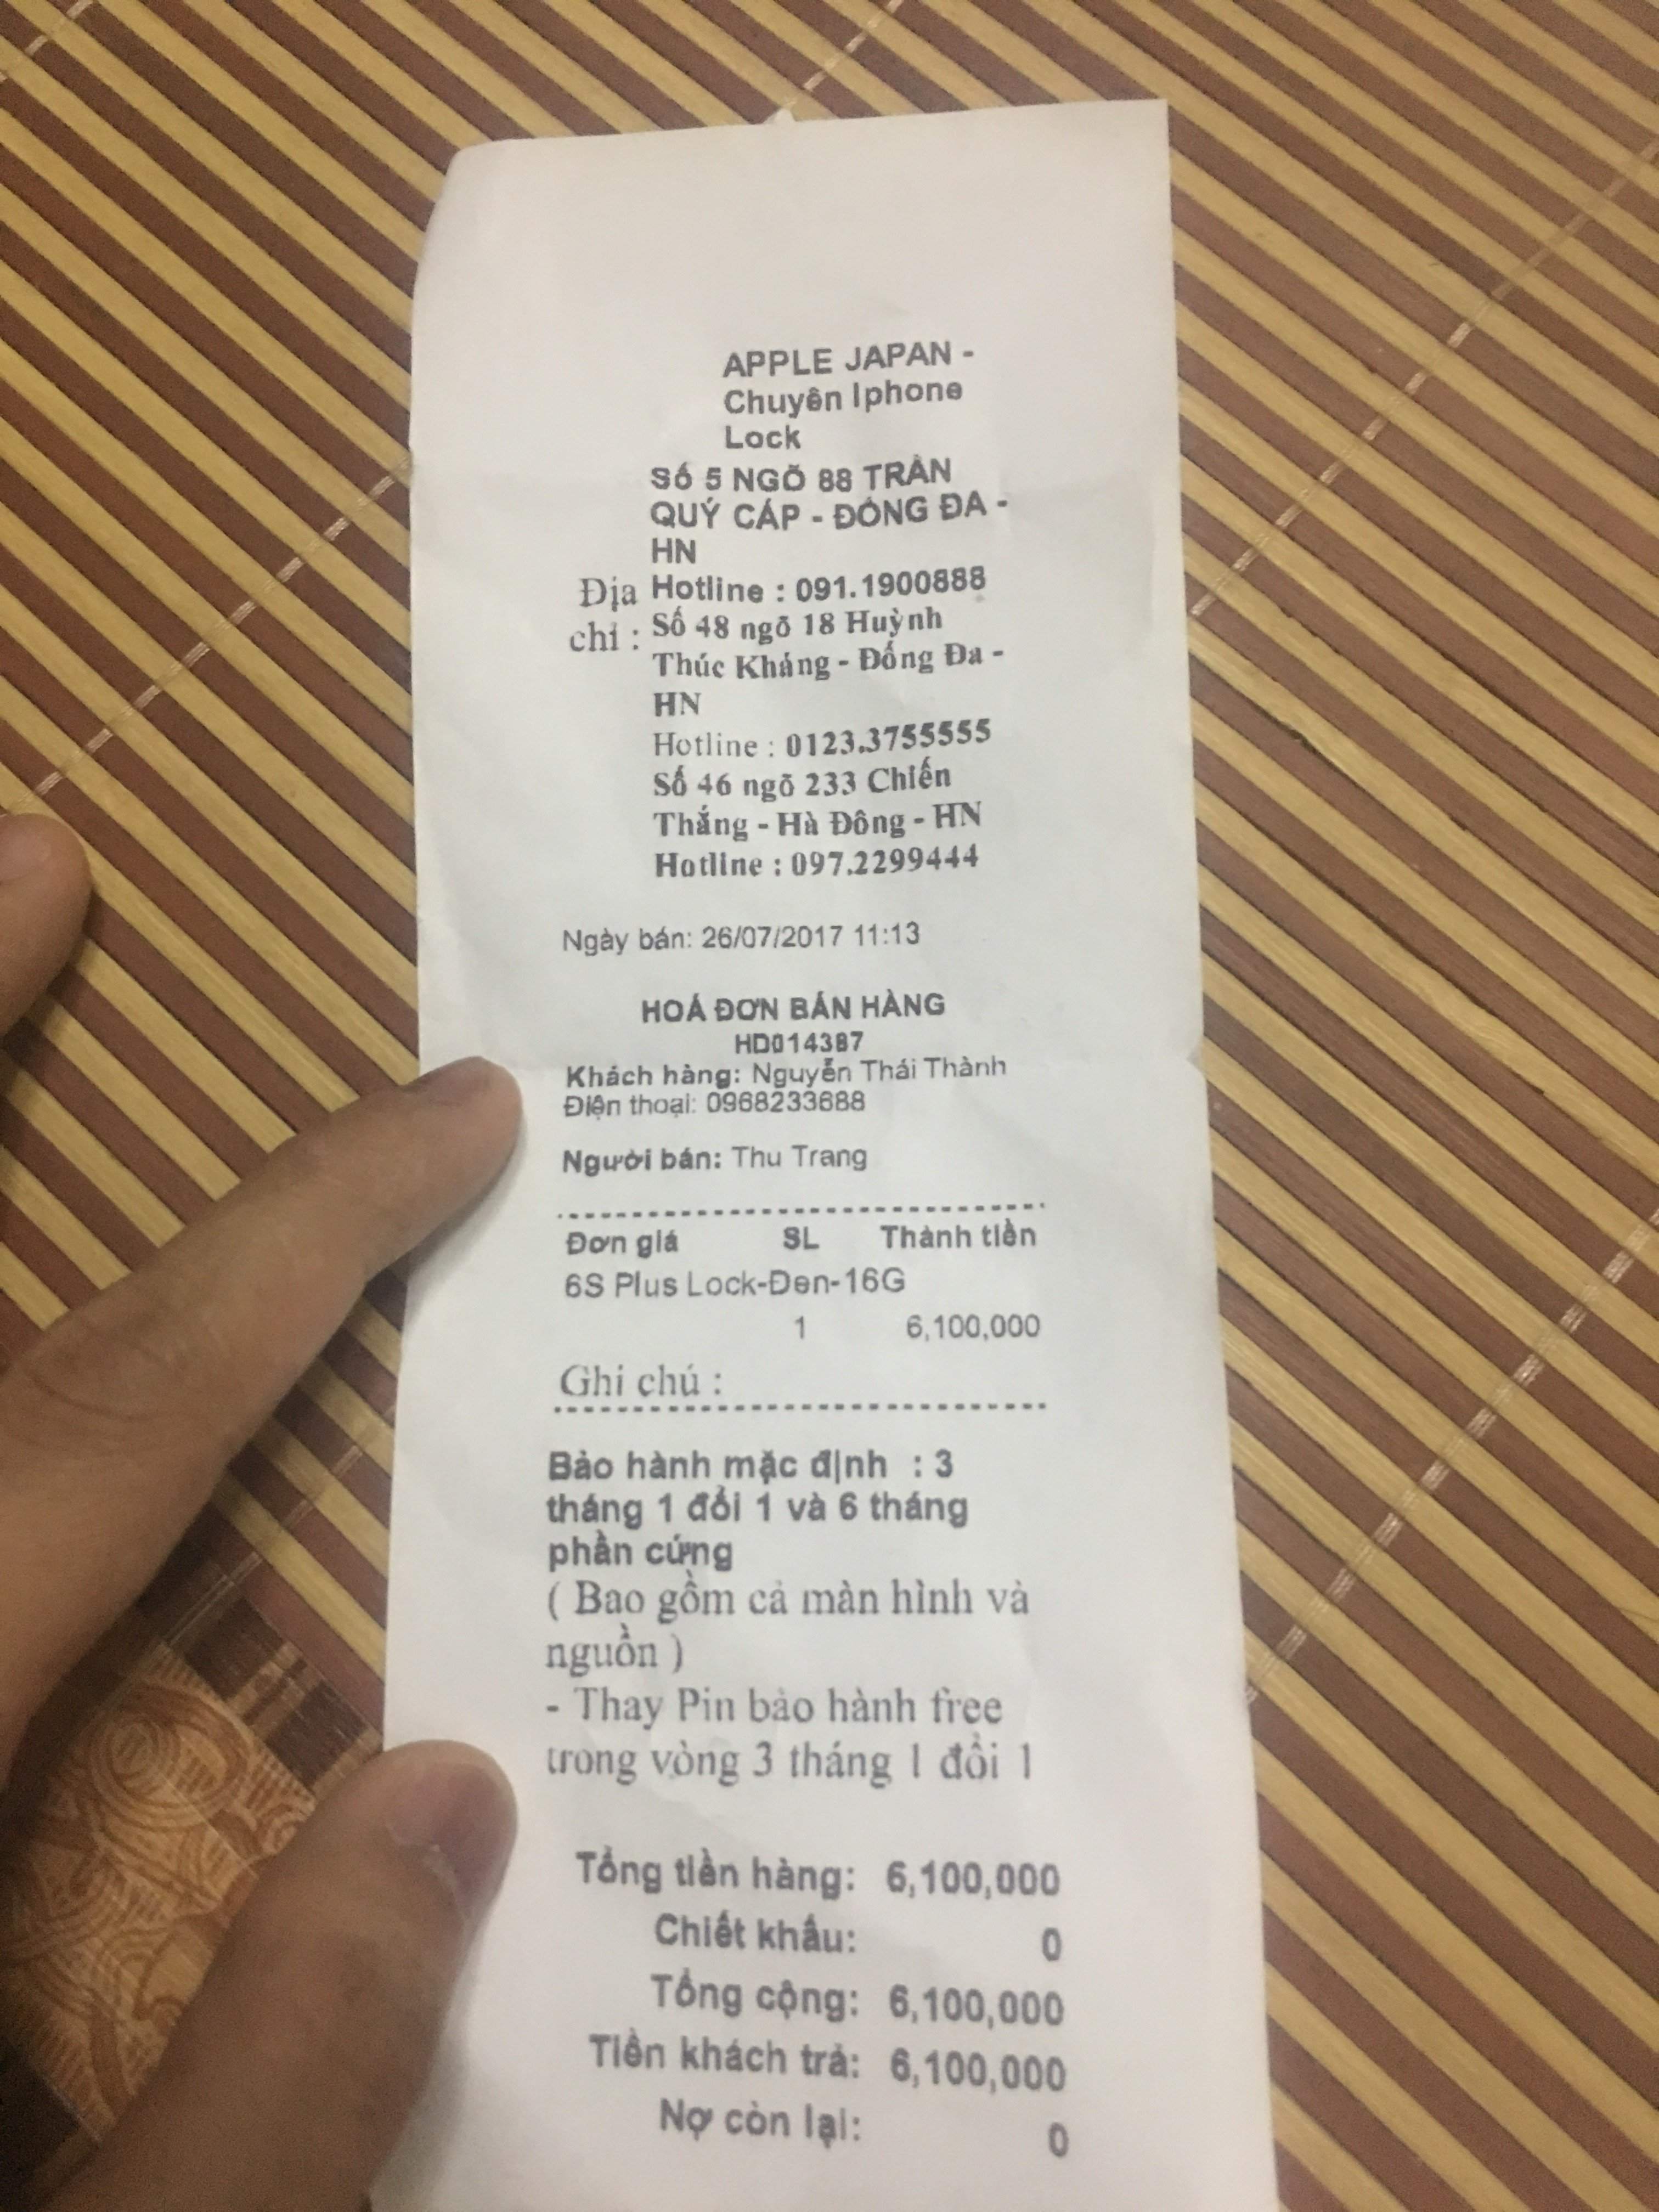 APPLE JAPAN -
Chuyên Iphone
Lock
Số 5 NGÕ 88 TRẦN
QUÝ CÁP - ĐỐNG ĐA -
HN
Địa chỉ :
Hotline : 091.1900888
Số 48 ngõ 18 Huỳnh
Thúc Kháng - Đống Đa -
HN
Hotline : 0123.3755555
Số 46 ngõ 233 Chiến
Thắng - Hà Đông - HN
Hotline : 097.2299444
Ngày bán: 26/07/2017 11:13
HOÁ ĐƠN BÁN HÀNG
HD014387
Khách hàng: Nguyễn Thái Thành
Điện thoại: 0968233688
Người bán: Thu Trang
Đơn giá SL Thành tiền
6S Plus Lock-Đen-16G
1 6,100,000
Ghi chú :
Bảo hành mặc định : 3
tháng 1 đổi 1 và 6 tháng
phần cứng
( Bao gồm cả màn hình và
nguồn )
- Thay Pin bảo hành free
trong vòng 3 tháng 1 đổi 1
Tổng tiền hàng: 6,100,000
Chiết khấu: 0
Tổng cộng: 6,100,000
Tiền khách trả: 6,100,000
Nợ còn lại: 0